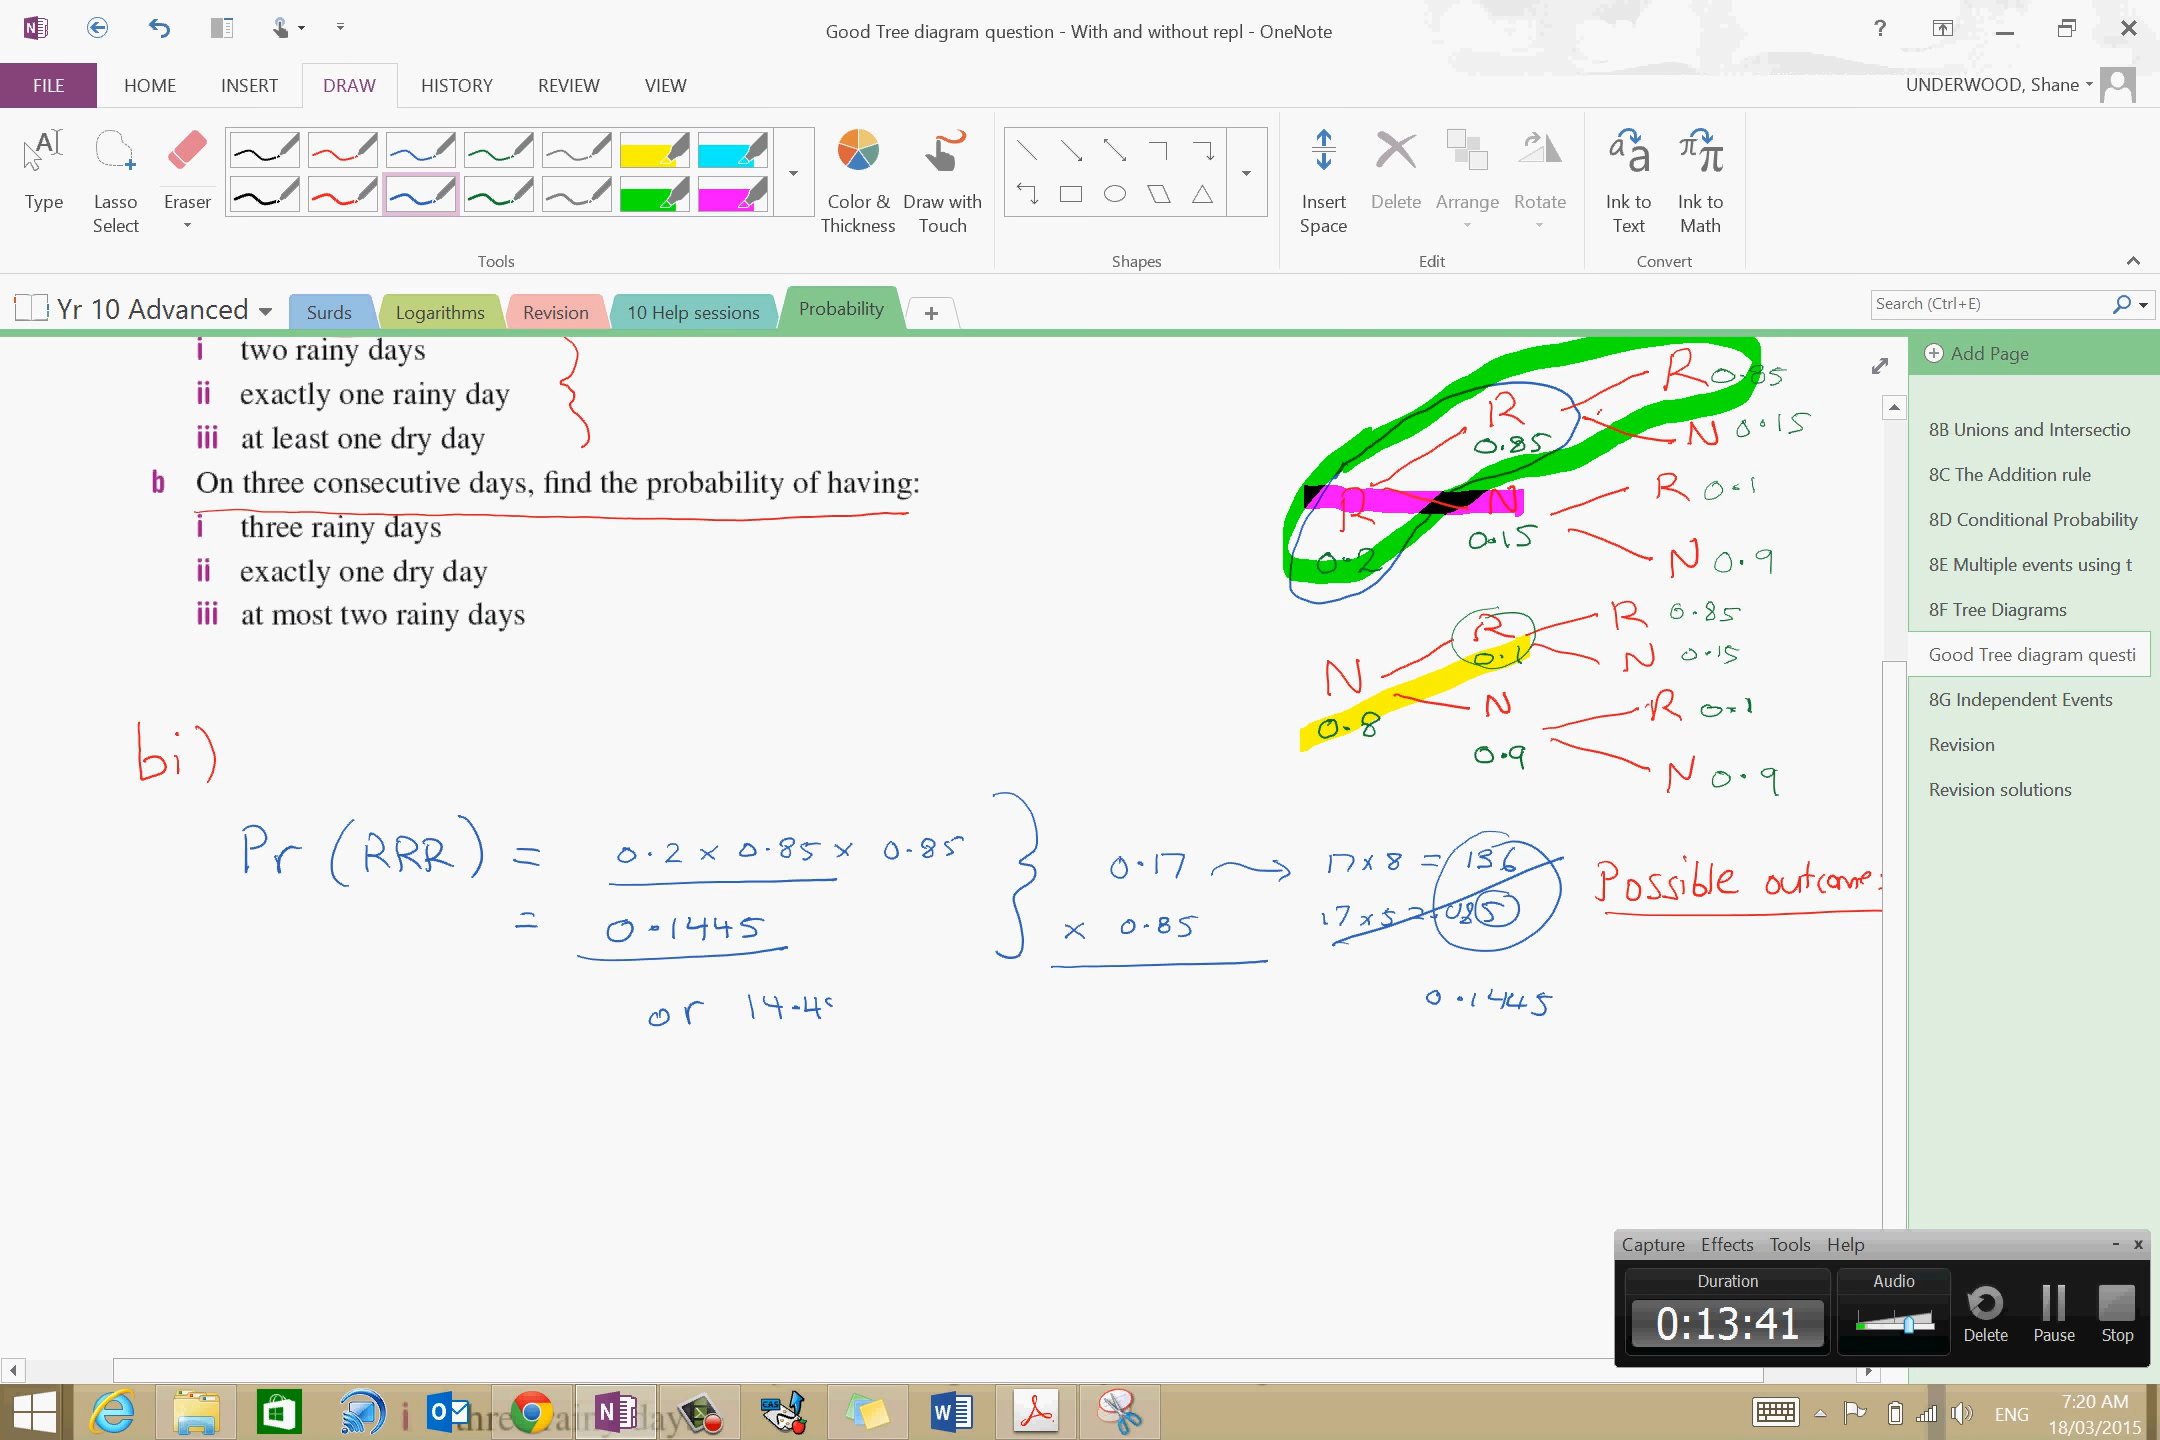 Good Tree diagram question - With and without repl - OneNote
?
FILE HOME INSERT DRAW HISTORY REVIEW VIEW
UNDERWOOD, Shane
Type
Lasso Select
Eraser
Color & Thickness
Draw with Touch
Insert Space
Delete
Arrange
Rotate
Ink to Text
Ink to Math
Tools
Shapes
Edit
Convert
Yr 10 Advanced
Surds
Logarithms
Revision
10 Help sessions
Probability
Search (Ctrl+E)
Add Page
8B Unions and Intersectio
8C The Addition rule
8D Conditional Probability
8E Multiple events using t
8F Tree Diagrams
Good Tree diagram questi
8G Independent Events
Revision
Revision solutions
i two rainy days
ii exactly one rainy day
iii at least one dry day
b On three consecutive days, find the probability of having:
i three rainy days
ii exactly one dry day
iii at most two rainy days
R 0.85
R
0.85
N 0.15
R N
R 0.1
0.2
0.15
N 0.9
R
0.1
R 0.85
N 0.15
N
0.8
N
0.9
R 0.1
N 0.9
bi)
Pr (RRR) = 0.2 × 0.85 × 0.85
= 0.1445
or 14.4
0.17
× 0.85
17 × 8 = 136
17 × 5
0.1445
Possible outcome
Capture Effects Tools Help
Duration
0:13:41
Audio
Delete
Pause
Stop
i three rainy days
ENG
7:20 AM
18/03/2015